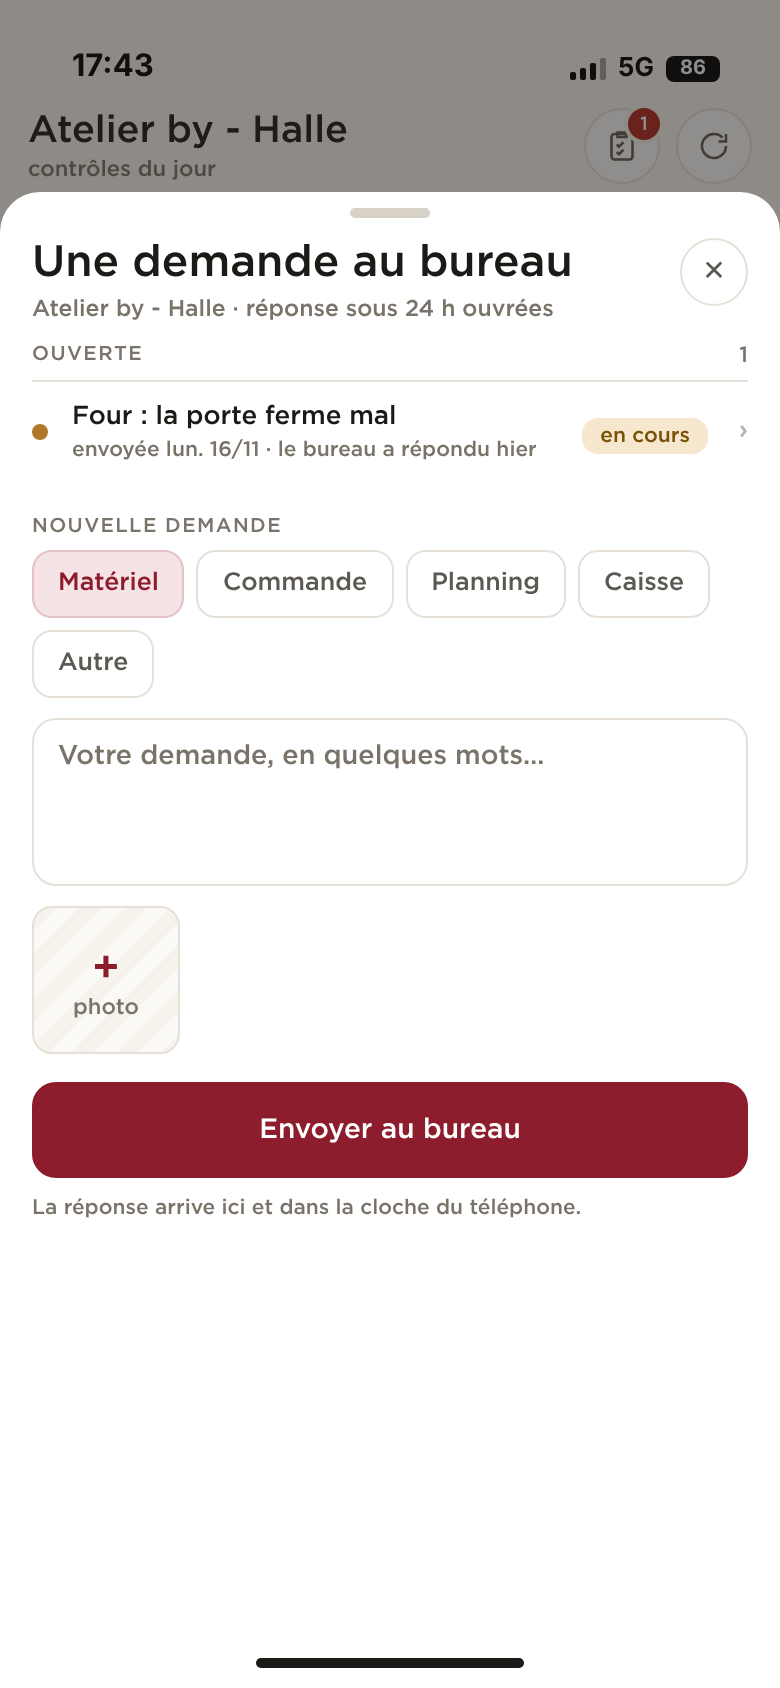 17:43
5G
86
Atelier by - Halle
1
contrôles du jour
Une demande au bureau
Atelier by - Halle · réponse sous 24 h ouvrées
OUVERTE
1
Four : la porte ferme mal
envoyée lun. 16/11 · le bureau a répondu hier
en cours
NOUVELLE DEMANDE
Matériel
Commande
Planning
Caisse
Autre
Votre demande, en quelques mots...
+
photo
Envoyer au bureau
La réponse arrive ici et dans la cloche du téléphone.